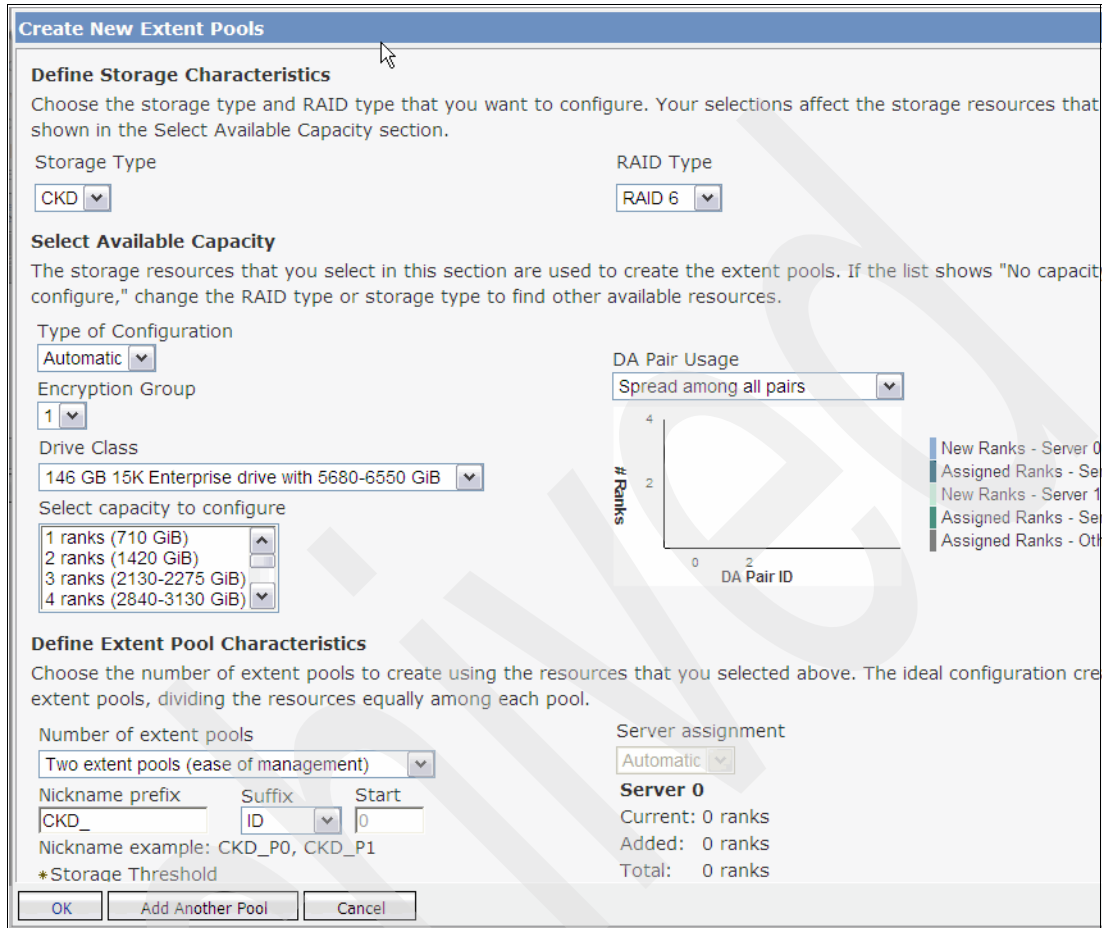 Create New Extent Pools
Define Storage Characteristics
Choose the storage type and RAID type that you want to configure. Your selections affect the storage resources that
shown in the Select Available Capacity section.
Storage Type
RAID Type
CKD
RAID 6
Select Available Capacity
The storage resources that you select in this section are used to create the extent pools. If the list shows "No capacit
configure," change the RAID type or storage type to find other available resources.
Type of Configuration
Automatic
DA Pair Usage
Spread among all pairs
Encryption Group
1
Drive Class
146 GB 15K Enterprise drive with 5680-6550 GiB
Select capacity to configure
1 ranks (710 GiB)
2 ranks (1420 GiB)
3 ranks (2130-2275 GiB)
4 ranks (2840-3130 GiB)
4
2
# Ranks
0 2
DA Pair ID
New Ranks - Server 0
Assigned Ranks - Se
New Ranks - Server 1
Assigned Ranks - Se
Assigned Ranks - Oth
Define Extent Pool Characteristics
Choose the number of extent pools to create using the resources that you selected above. The ideal configuration cre
extent pools, dividing the resources equally among each pool.
Number of extent pools
Two extent pools (ease of management)
Server assignment
Automatic
Nickname prefix Suffix Start
CKD_ ID 0
Nickname example: CKD_P0, CKD_P1
*Storage Threshold
Server 0
Current: 0 ranks
Added: 0 ranks
Total: 0 ranks
OK Add Another Pool Cancel